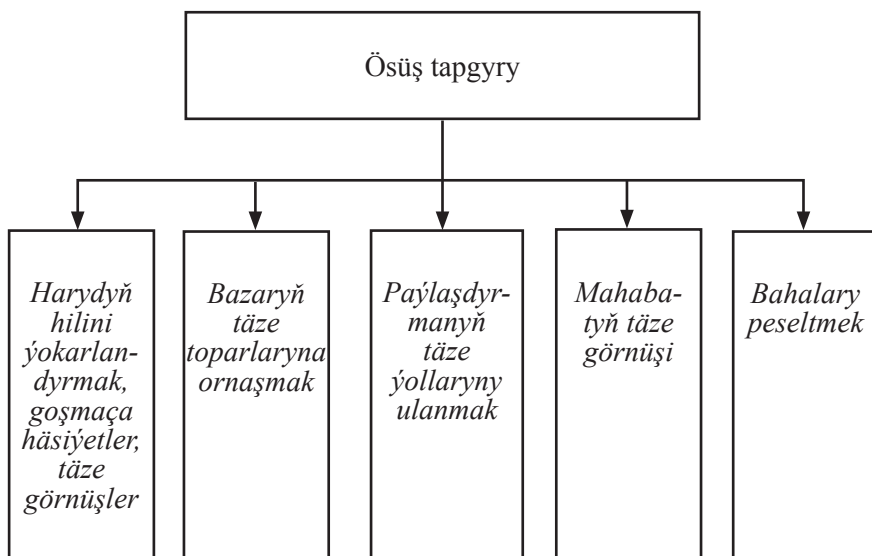 Ösüş tapgyry
Harydyň
hilini
ýokarlan-
dyrmak,
goşmaça
häsiýetler,
täze
görnüşler
Bazaryň
täze
toparlaryna
ornaşmak
Paýlaşdyr-
manyň
täze
ýollaryny
ulanmak
Mahaba-
tyň täze
görnüşi
Bahalary
peseltmek